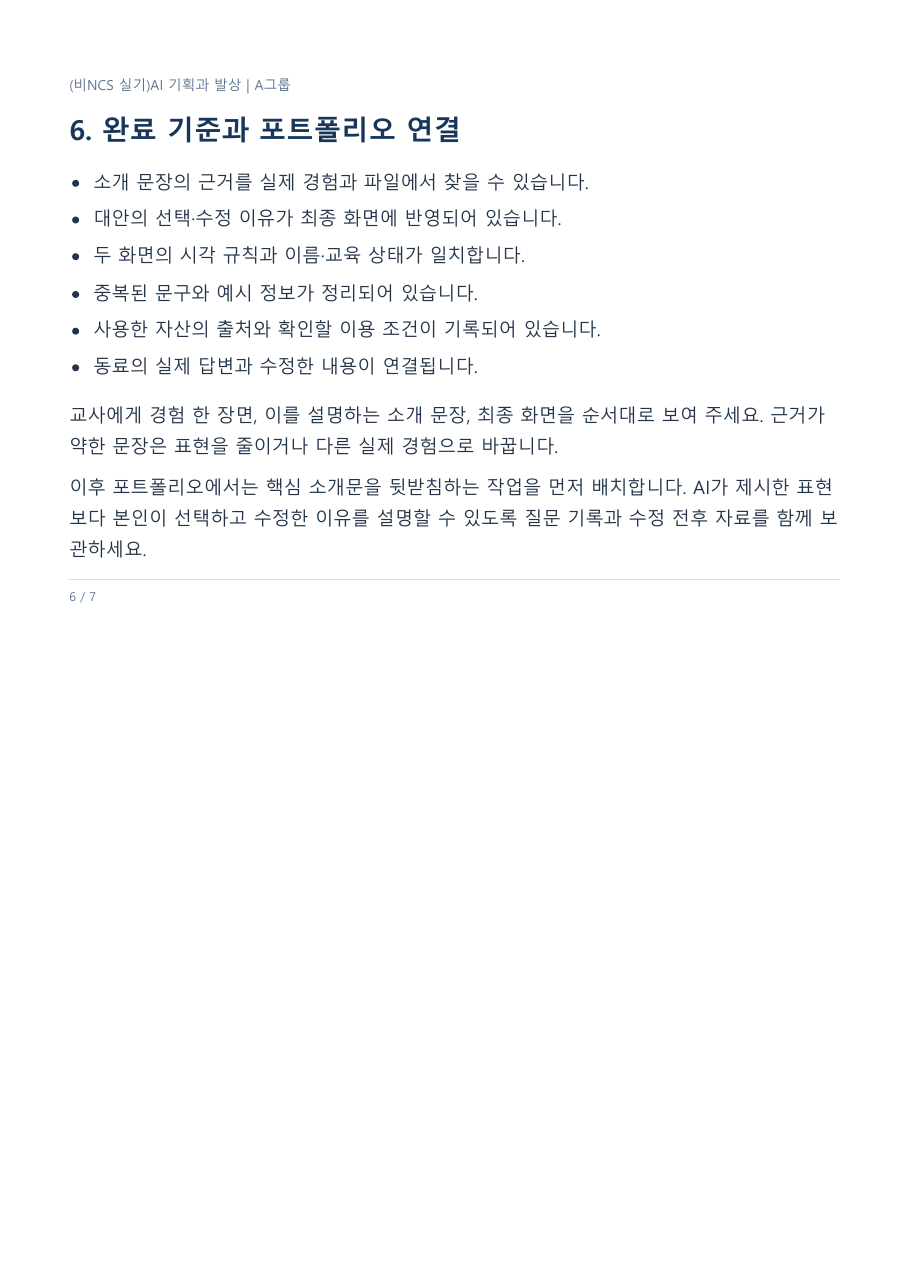 (비NCS 실기)AI 기획과 발상 | A그룹
6. 완료 기준과 포트폴리오 연결
• 소개 문장의 근거를 실제 경험과 파일에서 찾을 수 있습니다.
• 대안의 선택·수정 이유가 최종 화면에 반영되어 있습니다.
• 두 화면의 시각 규칙과 이름·교육 상태가 일치합니다.
• 중복된 문구와 예시 정보가 정리되어 있습니다.
• 사용한 자산의 출처와 확인할 이용 조건이 기록되어 있습니다.
• 동료의 실제 답변과 수정한 내용이 연결됩니다.
교사에게 경험 한 장면, 이를 설명하는 소개 문장, 최종 화면을 순서대로 보여 주세요. 근거가
약한 문장은 표현을 줄이거나 다른 실제 경험으로 바꿉니다.
이후 포트폴리오에서는 핵심 소개문을 뒷받침하는 작업을 먼저 배치합니다. AI가 제시한 표현
보다 본인이 선택하고 수정한 이유를 설명할 수 있도록 질문 기록과 수정 전후 자료를 함께 보
관하세요.
6 / 7